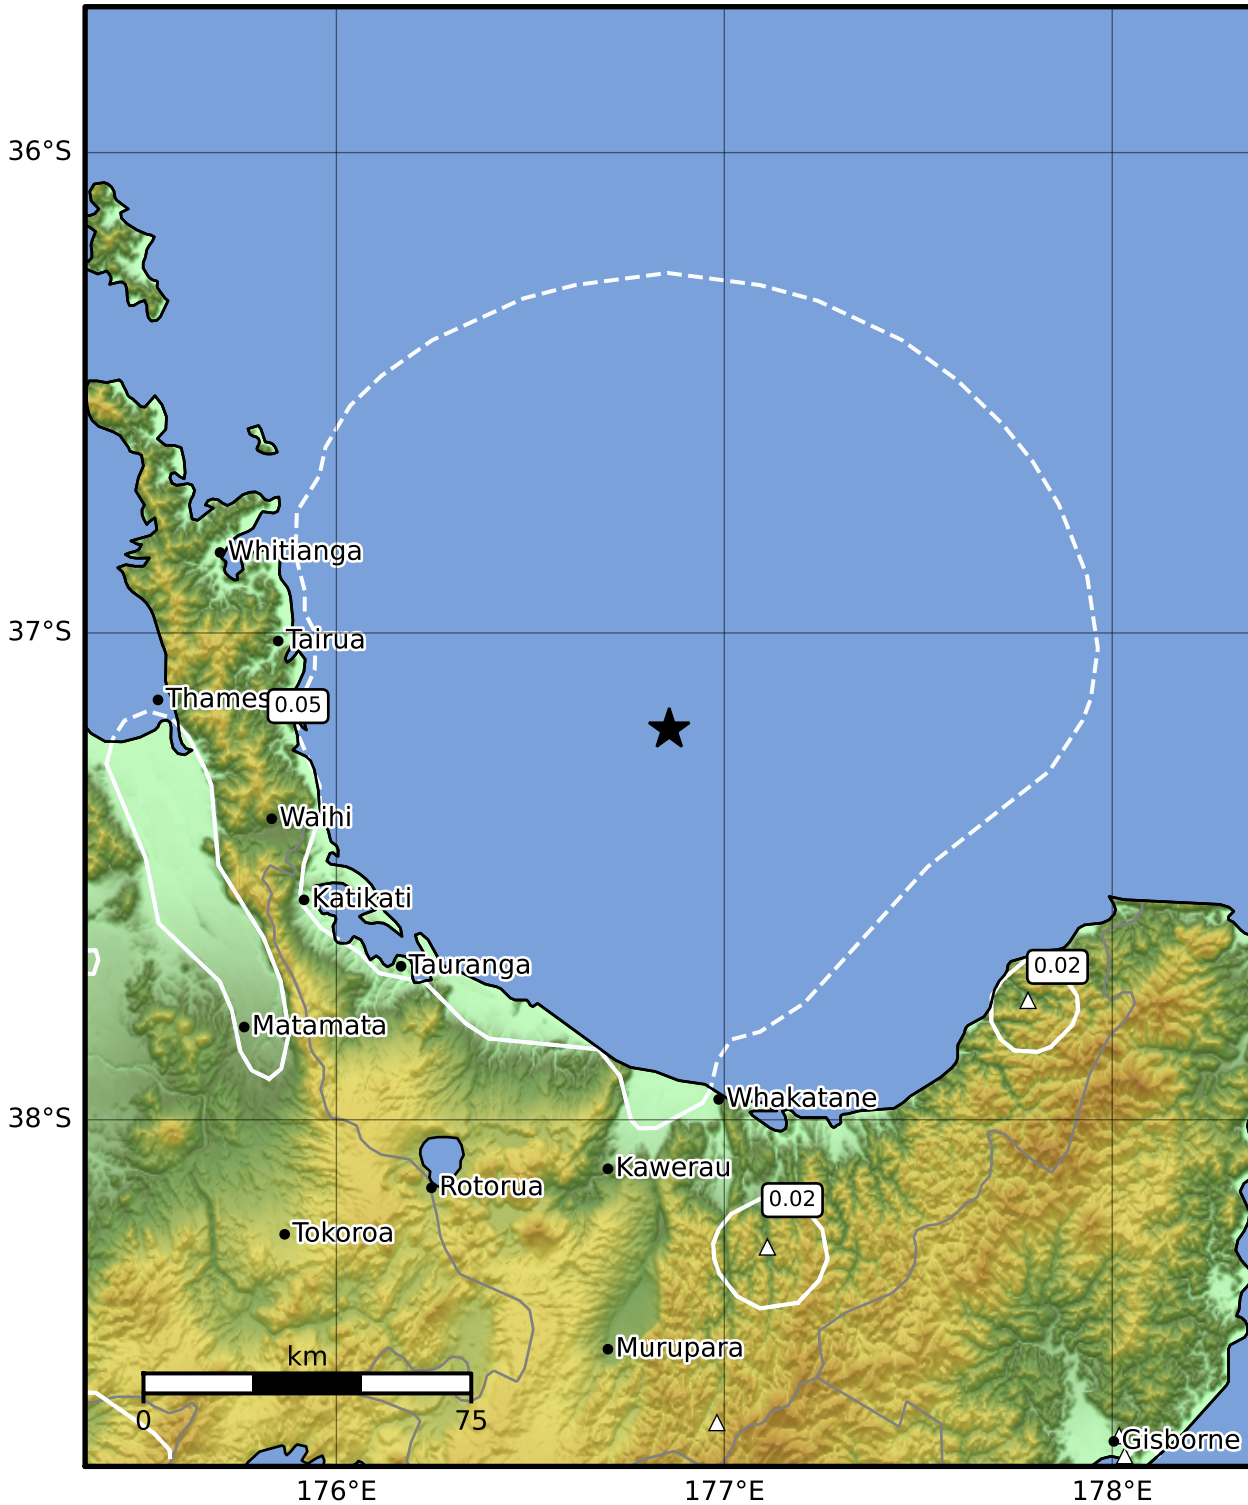 36°S
Whitianga
37°S
Tairua
Thames
0.05
Waihi
Katikati
Tauranga
0.02
Matamata
Whakatane
38°S
Kawerau
Rotorua
0.02
Tokoroa
Murupara
km
0 75
Gisborne
176°E 177°E 178°E